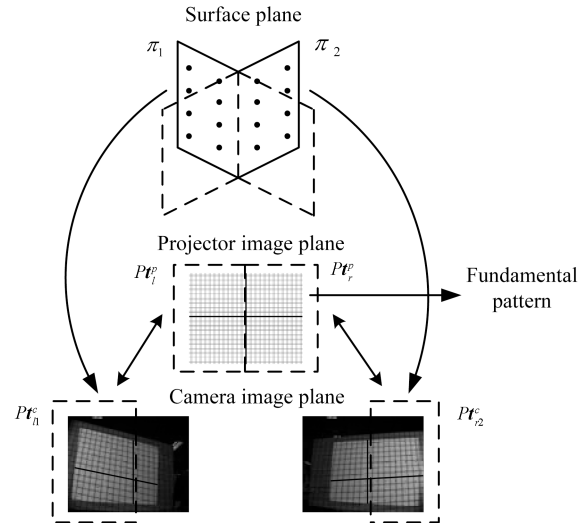 Surface plane
π1
π2
Projector image plane
Pt_l^p
Pt_r^p
Fundamental
pattern
Camera image plane
Pt_l1^c
Pt_r2^c